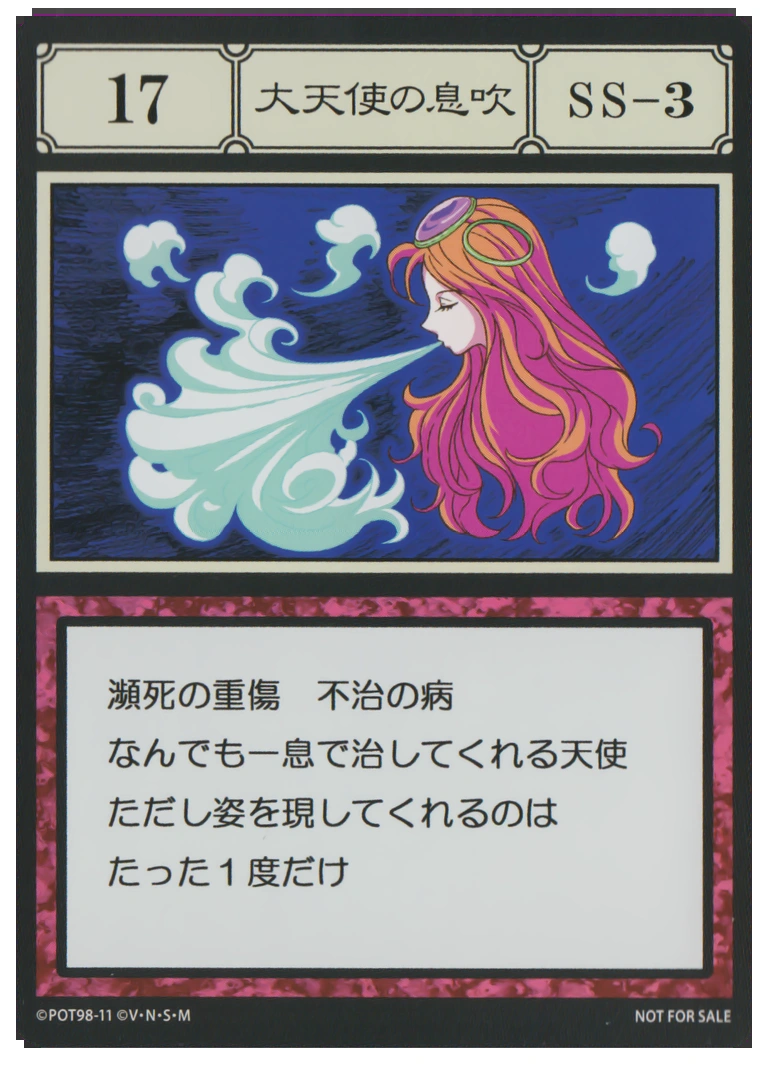 17
大天使の息吹
SS-3
瀕死の重傷　不治の病
なんでも一息で治してくれる天使
ただし姿を現してくれるのは
たった１度だけ
©POT98-11 ©V・N・S・M
NOT FOR SALE